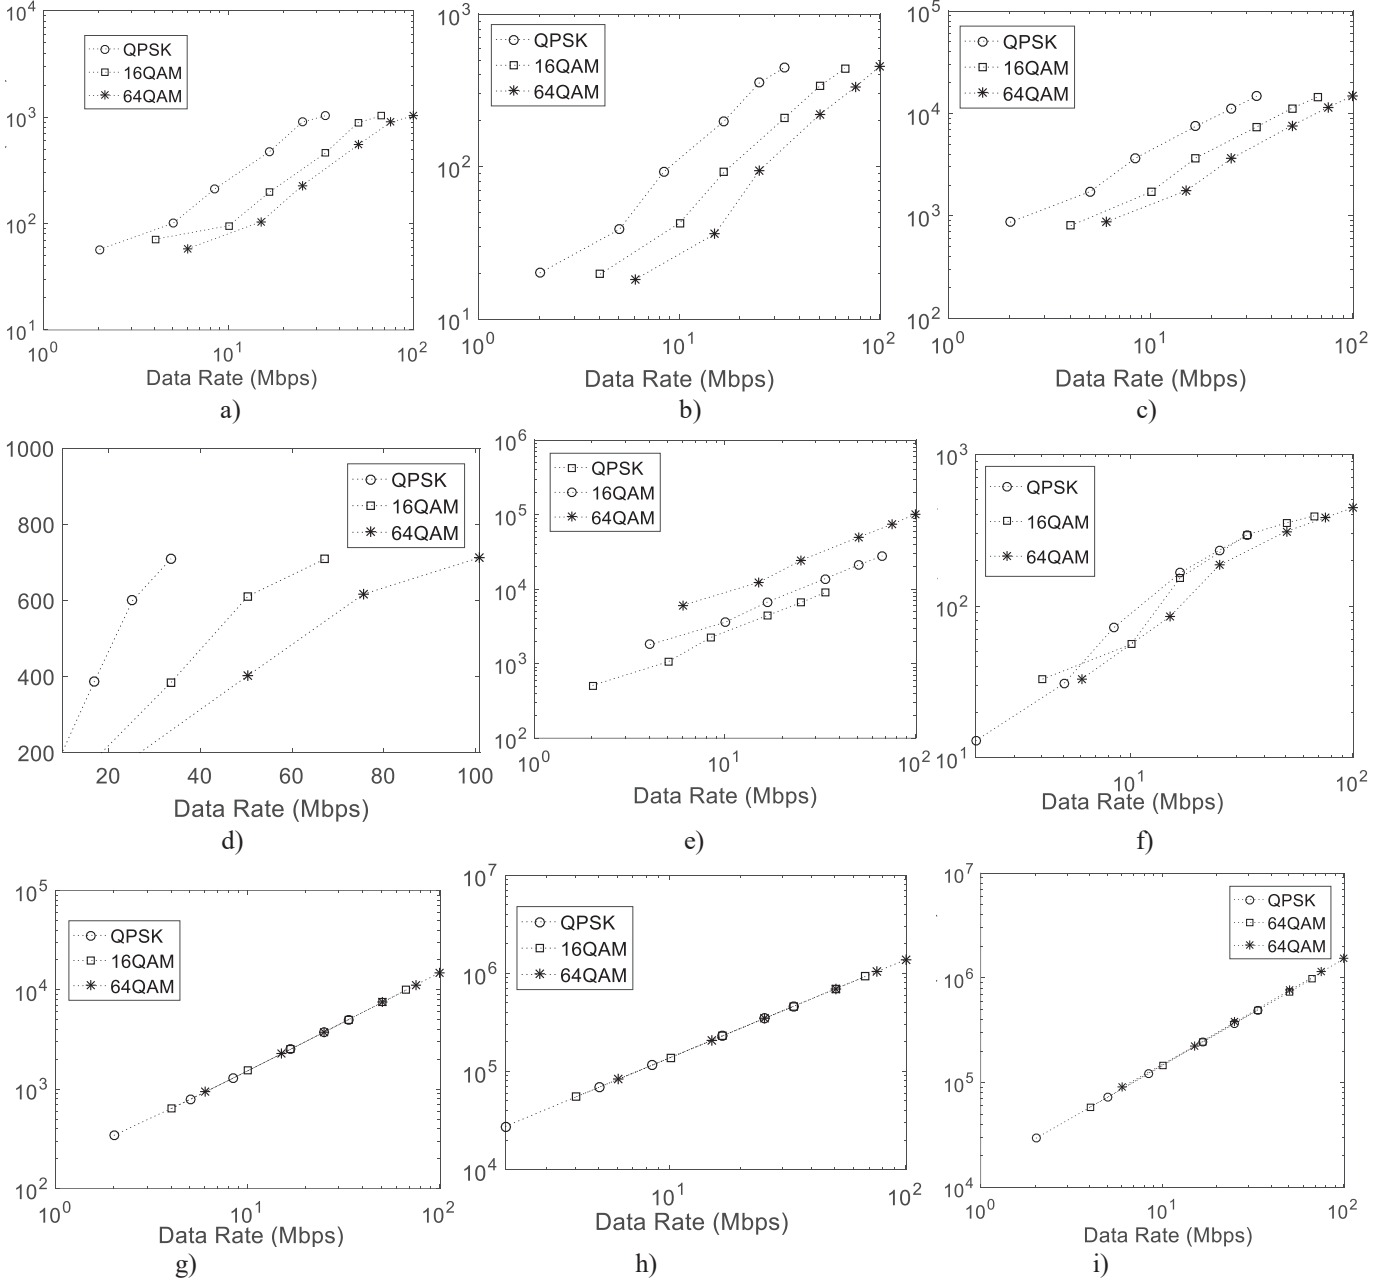 10^4
10^3
10^2
10^1
QPSK
16QAM
64QAM
10^0
10^1
10^2
Data Rate (Mbps)
a)
10^3
10^2
10^1
QPSK
16QAM
64QAM
10^0
10^1
10^2
Data Rate (Mbps)
b)
10^5
10^4
10^3
10^2
QPSK
16QAM
64QAM
10^0
10^1
10^2
Data Rate (Mbps)
c)
1000
800
600
400
200
QPSK
16QAM
64QAM
20 40 60 80 100
Data Rate (Mbps)
d)
10^6
10^5
10^4
10^3
10^2
QPSK
16QAM
64QAM
10^0
10^1
10^2
Data Rate (Mbps)
e)
10^3
10^2
10^1
QPSK
16QAM
64QAM
10^1
10^2
Data Rate (Mbps)
f)
10^5
10^4
10^3
10^2
QPSK
16QAM
64QAM
10^0
10^1
10^2
Data Rate (Mbps)
g)
10^7
10^6
10^5
10^4
QPSK
16QAM
64QAM
10^1
10^2
Data Rate (Mbps)
h)
10^7
10^6
10^5
10^4
QPSK
64QAM
64QAM
10^0
10^1
10^2
Data Rate (Mbps)
i)